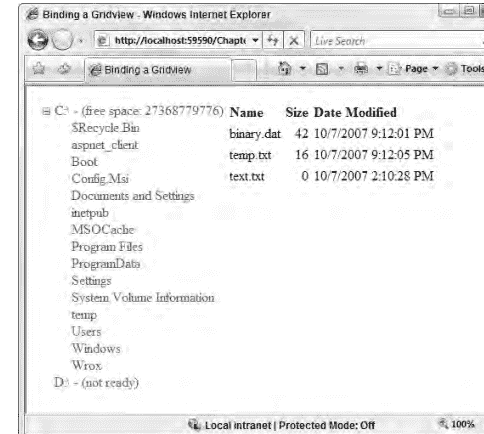 Binding a Gridview - Windows Internet Explorer
http://localhost:59590/Chapte
Live Search
Binding a Gridview
Page
Tools
C:\ - (free space: 27368779776)
$Recycle.Bin
aspnet_client
Boot
Config.Msi
Documents and Settings
inetpub
MSOCache
Program Files
ProgramData
Settings
System Volume Information
temp
Users
Windows
Wrox
D:\ - (not ready)
Name Size Date Modified
binary.dat 42 10/7/2007 9:12:01 PM
temp.txt 16 10/7/2007 9:12:05 PM
text.txt 0 10/7/2007 2:10:28 PM
Local intranet | Protected Mode: Off
100%